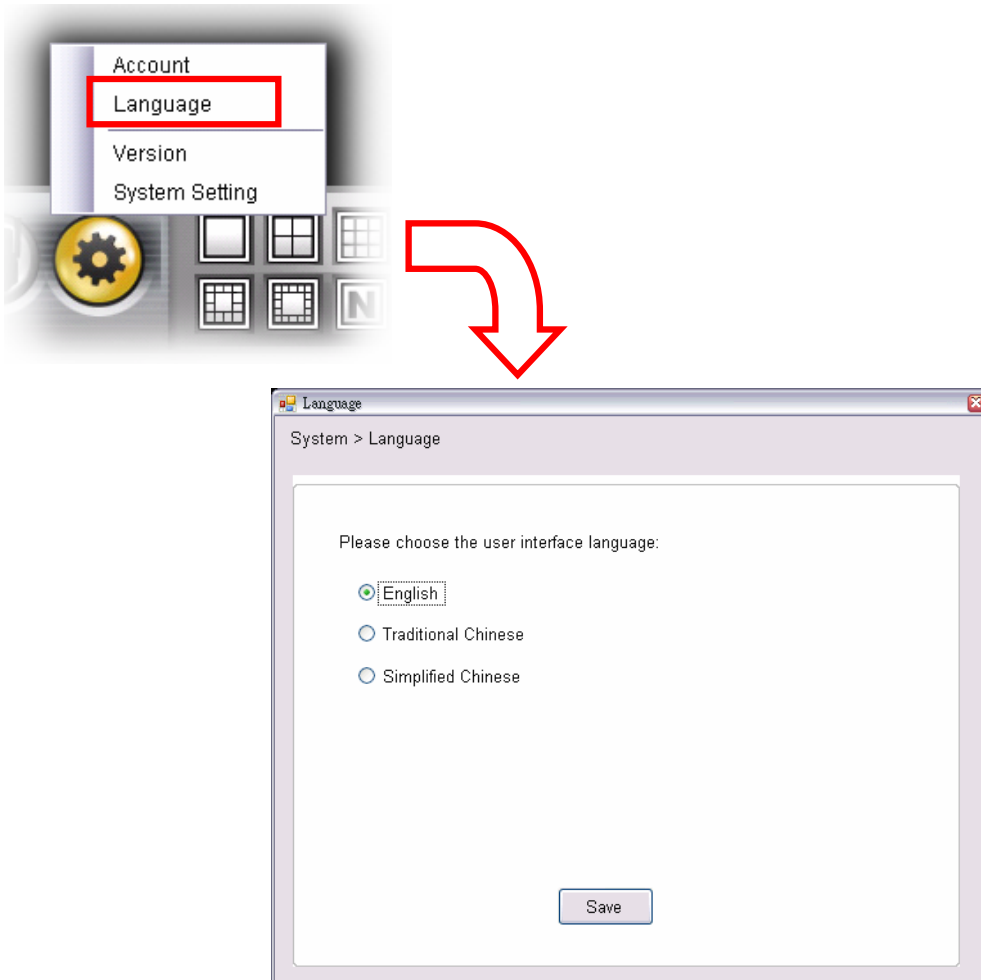 Account
Language
Version
System Setting
N
Language
System > Language
Please choose the user interface language:
English
Traditional Chinese
Simplified Chinese
Save